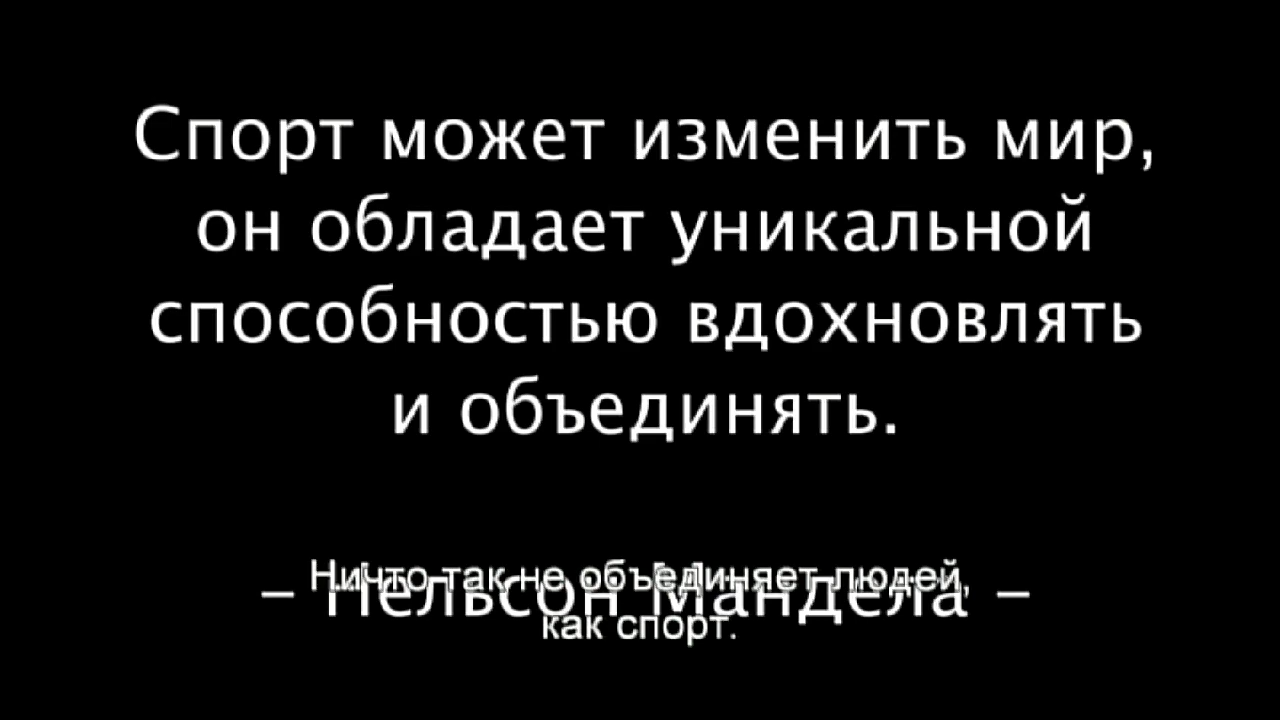 Спорт может изменить мир,
он обладает уникальной
способностью вдохновлять
и объединять.
– Нельсон Мандела –
Ничто так не объединяет людей,
как спорт.